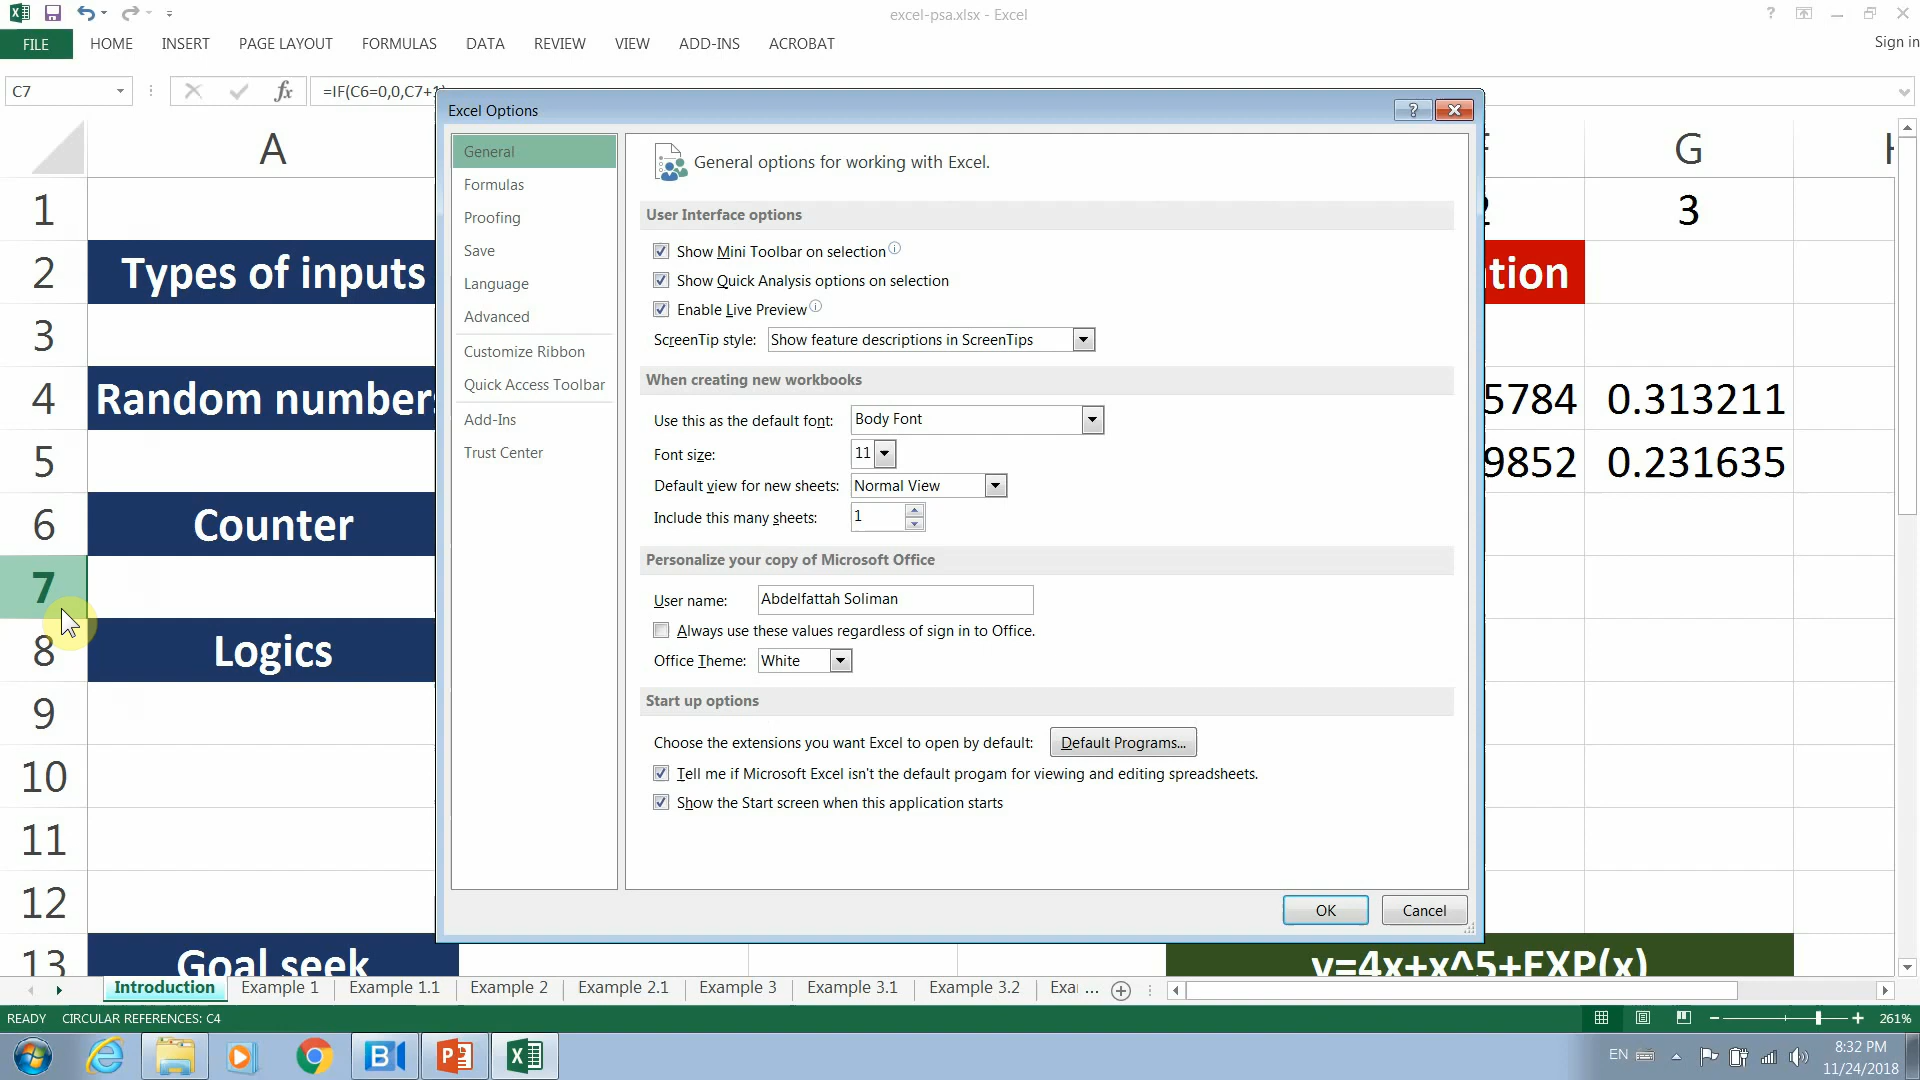 excel-psa.xlsx - Excel
FILE HOME INSERT PAGE LAYOUT FORMULAS DATA REVIEW VIEW ADD-INS ACROBAT Sign in
C7 fx =IF(C6=0,0,C7+1)
Excel Options
A G
1 3
2 Types of inputs
3
4 Random numbers 5784 0.313211
5 9852 0.231635
6 Counter
7
8 Logics
9
10
11
12
13 Goal seek y=4x+x^5+EXP(x)
General
Formulas
Proofing
Save
Language
Advanced
Customize Ribbon
Quick Access Toolbar
Add-Ins
Trust Center
General options for working with Excel.
User Interface options
Show Mini Toolbar on selection
Show Quick Analysis options on selection
Enable Live Preview
ScreenTip style: Show feature descriptions in ScreenTips
When creating new workbooks
Use this as the default font: Body Font
Font size: 11
Default view for new sheets: Normal View
Include this many sheets: 1
Personalize your copy of Microsoft Office
User name: Abdelfattah Soliman
Always use these values regardless of sign in to Office.
Office Theme: White
Start up options
Choose the extensions you want Excel to open by default: Default Programs...
Tell me if Microsoft Excel isn't the default progam for viewing and editing spreadsheets.
Show the Start screen when this application starts
OK Cancel
Introduction Example 1 Example 1.1 Example 2 Example 2.1 Example 3 Example 3.1 Example 3.2 Exa ...
READY CIRCULAR REFERENCES: C4 261%
EN 8:32 PM
11/24/2018